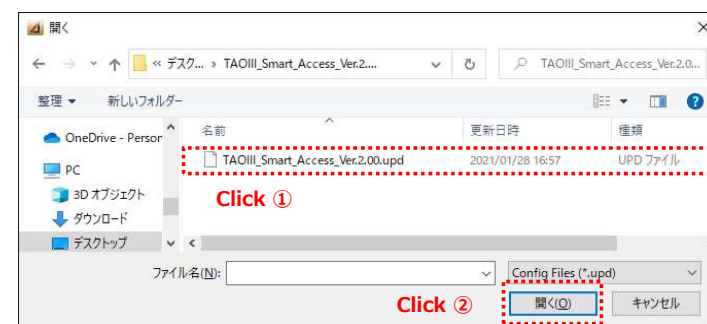 開く
« デスク... › TAOIII_Smart_Access_Ver.2....
TAOIII_Smart_Access_Ver.2.0...
整理 新しいフォルダー
名前 更新日時 種類
OneDrive - Person
TAOIII_Smart_Access_Ver.2.00.upd 2021/01/28 16:57 UPD ファイル
PC
3D オブジェクト
Click ①
ダウンロード
デスクトップ
ファイル名(N): Config Files (*.upd)
Click ② 開く(O) キャンセル